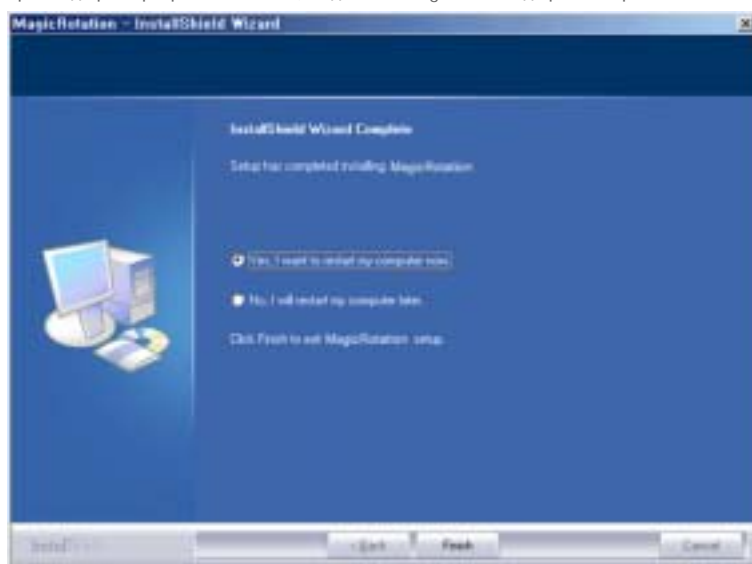 MagicRotation - InstallShield Wizard
InstallShield Wizard Complete
Setup has completed installing MagicRotation
Yes, I want to restart my computer now.
No, I will restart my computer later.
Click Finish to exit MagicRotation setup.
InstallShield
< Back
Finish
Cancel